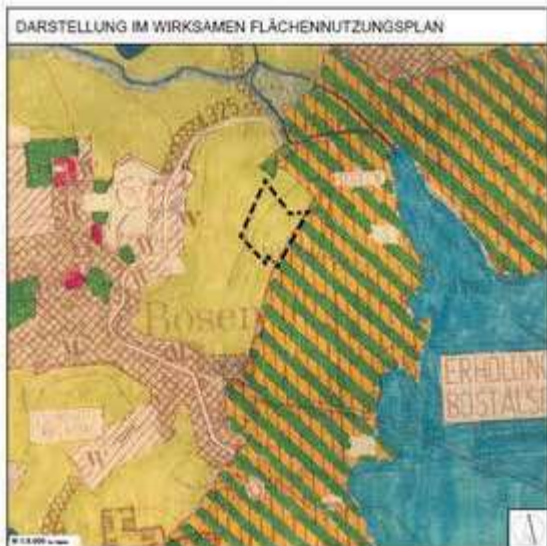 DARSTELLUNG IM WIRKSAMEN FLÄCHENNUTZUNGSPLAN
L325
W
W
Bosen
W
W
ERHOLUNG
BOSTALSE
W